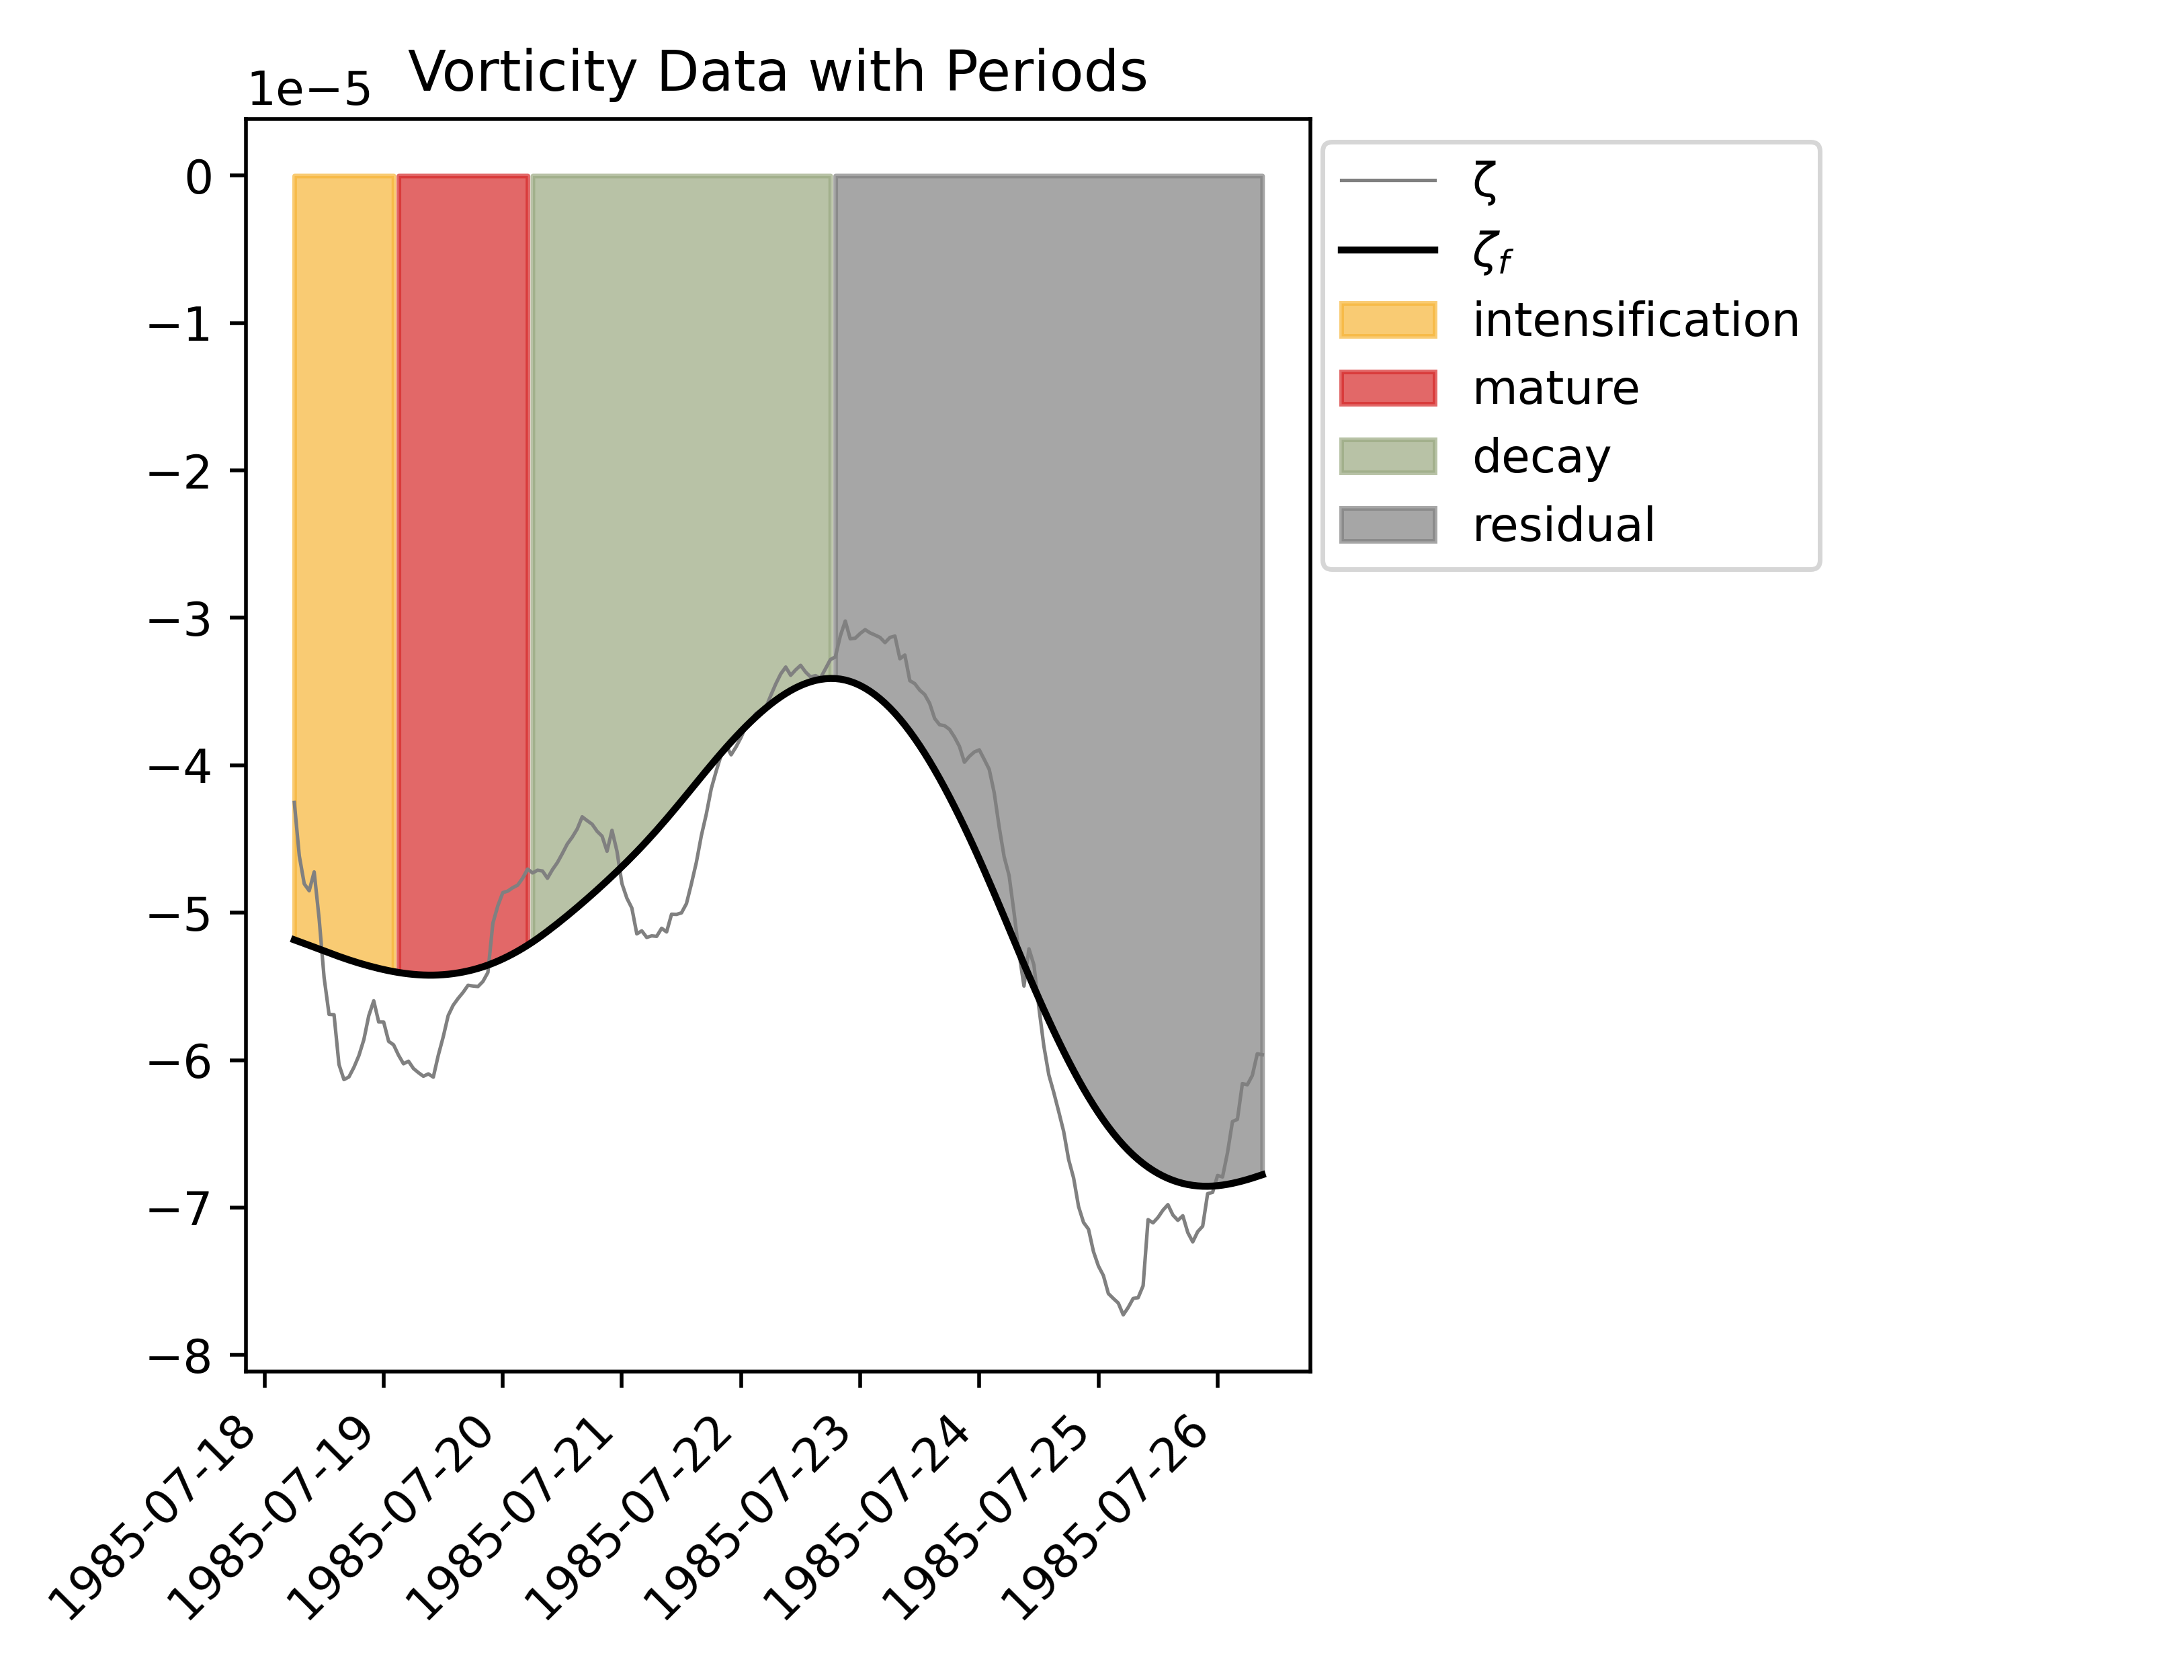 Vorticity Data with Periods
1e−5
0
−1
−2
−3
−4
−5
−6
−7
−8
1985-07-18
1985-07-19
1985-07-20
1985-07-21
1985-07-22
1985-07-23
1985-07-24
1985-07-25
1985-07-26
ζ
ζf
intensification
mature
decay
residual